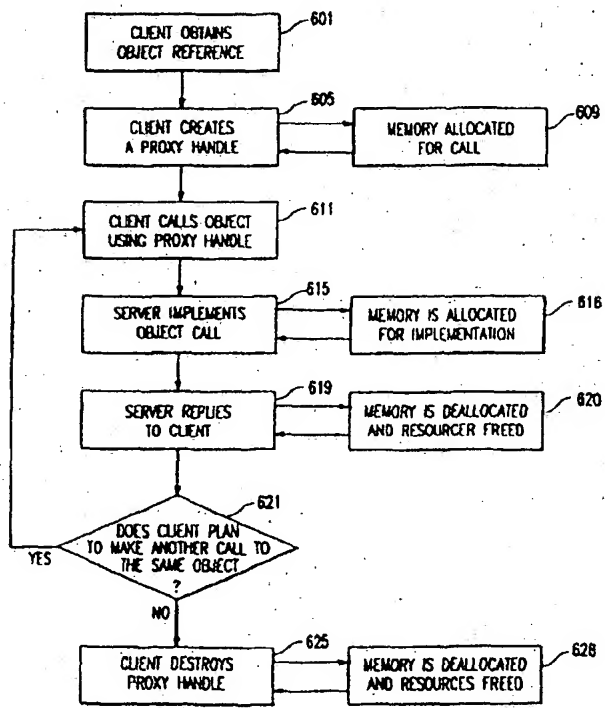 601
CLIENT OBTAINS
OBJECT REFERENCE
605
CLIENT CREATES
A PROXY HANDLE
609
MEMORY ALLOCATED
FOR CALL
611
CLIENT CALLS OBJECT
USING PROXY HANDLE
615
SERVER IMPLEMENTS
OBJECT CALL
616
MEMORY IS ALLOCATED
FOR IMPLEMENTATION
619
SERVER REPLIES
TO CLIENT
620
MEMORY IS DEALLOCATED
AND RESOURCER FREED
621
DOES CLIENT PLAN
TO MAKE ANOTHER CALL TO
THE SAME OBJECT
?
YES
NO
625
CLIENT DESTROYS
PROXY HANDLE
628
MEMORY IS DEALLOCATED
AND RESOURCES FREED